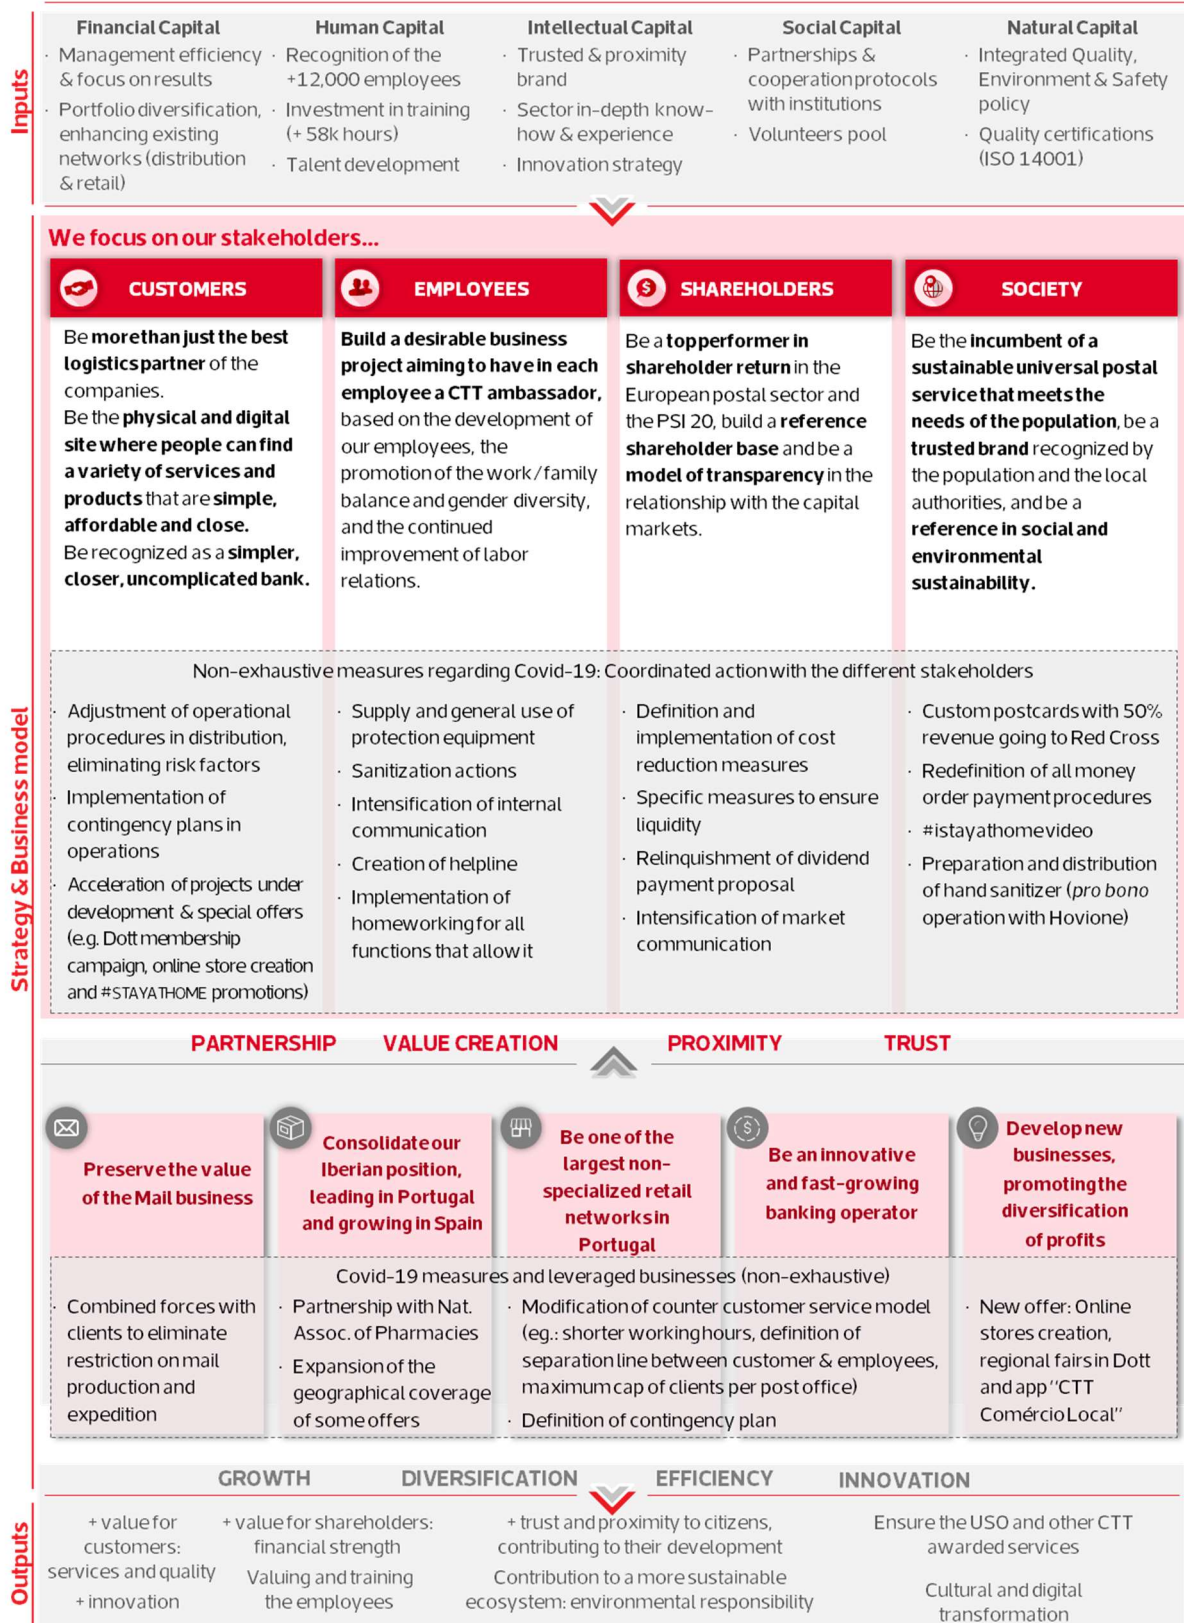 Inputs
Financial Capital
· Management efficiency
& focus on results
· Portfolio diversification,
enhancing existing
networks (distribution
& retail)
Human Capital
· Recognition of the
+12,000 employees
· Investment in training
(+ 58k hours)
· Talent development
Intellectual Capital
· Trusted & proximity
brand
· Sector in-depth know-
how & experience
· Innovation strategy
Social Capital
· Partnerships &
cooperation protocols
with institutions
· Volunteers pool
Natural Capital
· Integrated Quality,
Environment & Safety
policy
· Quality certifications
(ISO 14001)
Strategy & Business model
We focus on our stakeholders...
CUSTOMERS
Be more than just the best
logistics partner of the
companies.
Be the physical and digital
site where people can find
a variety of services and
products that are simple,
affordable and close.
Be recognized as a simpler,
closer, uncomplicated bank.
EMPLOYEES
Build a desirable business
project aiming to have in each
employee a CTT ambassador,
based on the development of
our employees, the
promotion of the work/family
balance and gender diversity,
and the continued
improvement of labor
relations.
SHAREHOLDERS
Be a top performer in
shareholder return in the
European postal sector and
the PSI 20, build a reference
shareholder base and be a
model of transparency in the
relationship with the capital
markets.
SOCIETY
Be the incumbent of a
sustainable universal postal
service that meets the
needs of the population, be a
trusted brand recognized by
the population and the local
authorities, and be a
reference in social and
environmental
sustainability.
Non-exhaustive measures regarding Covid-19: Coordinated action with the different stakeholders
· Adjustment of operational
procedures in distribution,
eliminating risk factors
· Implementation of
contingency plans in
operations
· Acceleration of projects under
development & special offers
(e.g. Dott membership
campaign, online store creation
and #STAYATHOME promotions)
· Supply and general use of
protection equipment
· Sanitization actions
· Intensification of internal
communication
· Creation of helpline
· Implementation of
homeworking for all
functions that allow it
· Definition and
implementation of cost
reduction measures
· Specific measures to ensure
liquidity
· Relinquishment of dividend
payment proposal
· Intensification of market
communication
· Custom postcards with 50%
revenue going to Red Cross
· Redefinition of all money
order payment procedures
· #istayathomevideo
· Preparation and distribution
of hand sanitizer (pro bono
operation with Hovione)
PARTNERSHIP VALUE CREATION PROXIMITY TRUST
Preserve the value
of the Mail business
Consolidate our
Iberian position,
leading in Portugal
and growing in Spain
Be one of the
largest non-
specialized retail
networks in
Portugal
Be an innovative
and fast-growing
banking operator
Develop new
businesses,
promoting the
diversification
of profits
Covid-19 measures and leveraged businesses (non-exhaustive)
· Combined forces with
clients to eliminate
restriction on mail
production and
expedition
· Partnership with Nat.
Assoc. of Pharmacies
· Expansion of the
geographical coverage
of some offers
· Modification of counter customer service model
(eg.: shorter working hours, definition of
separation line between customer & employees,
maximum cap of clients per post office)
· Definition of contingency plan
· New offer: Online
stores creation,
regional fairs in Dott
and app ''CTT
Comércio Local''
GROWTH DIVERSIFICATION EFFICIENCY INNOVATION
Outputs
+ value for
customers:
services and quality
+ innovation
+ value for shareholders:
financial strength
Valuing and training
the employees
+ trust and proximity to citizens,
contributing to their development
Contribution to a more sustainable
ecosystem: environmental responsibility
Ensure the USO and other CTT
awarded services
Cultural and digital
transformation